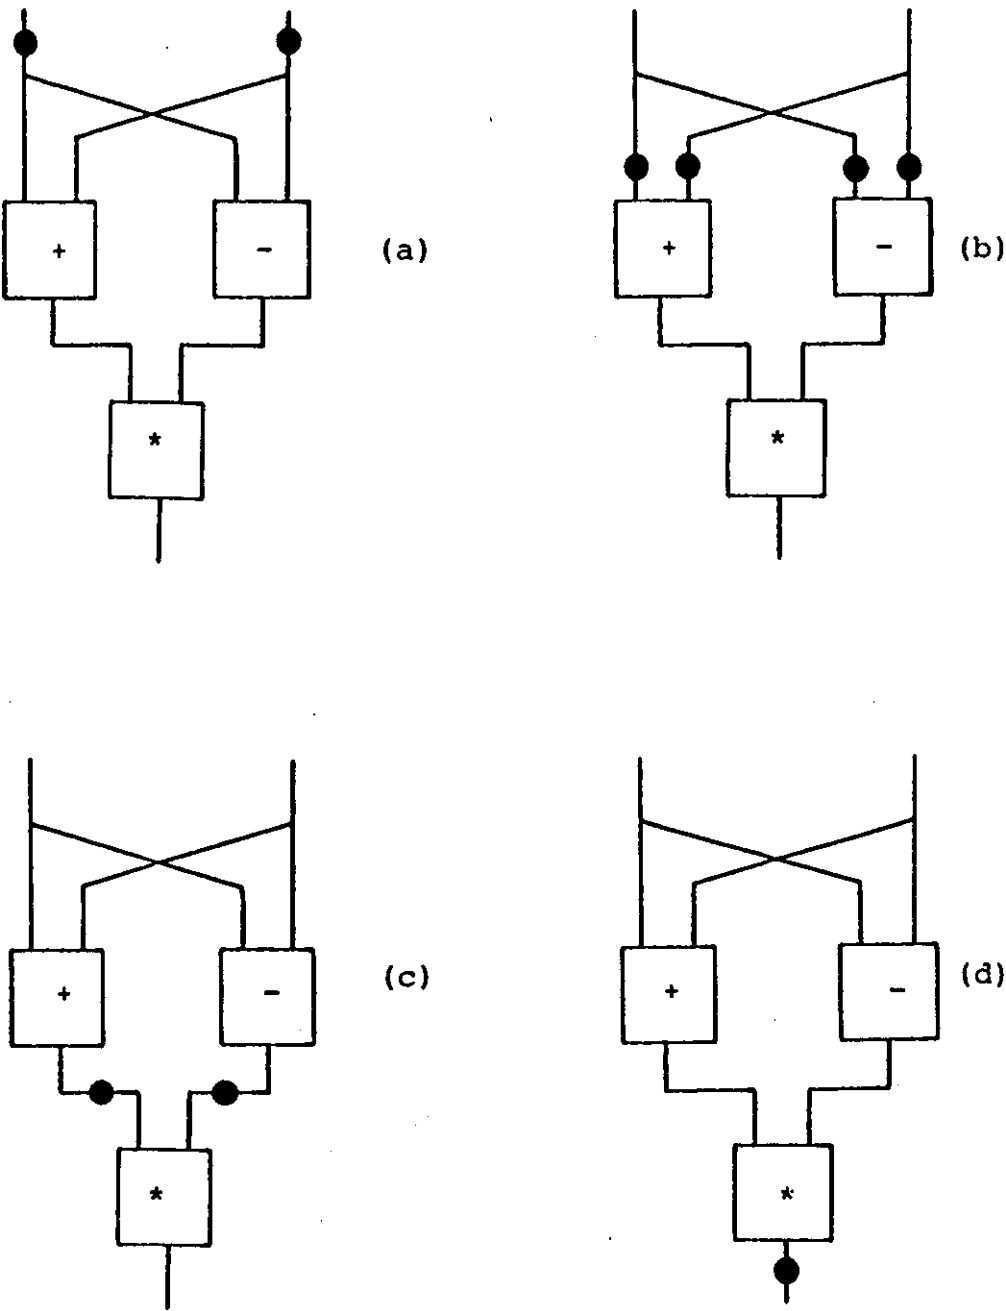 + - (a)
*
+ - (b)
*
+ - (c)
*
+ - (d)
*